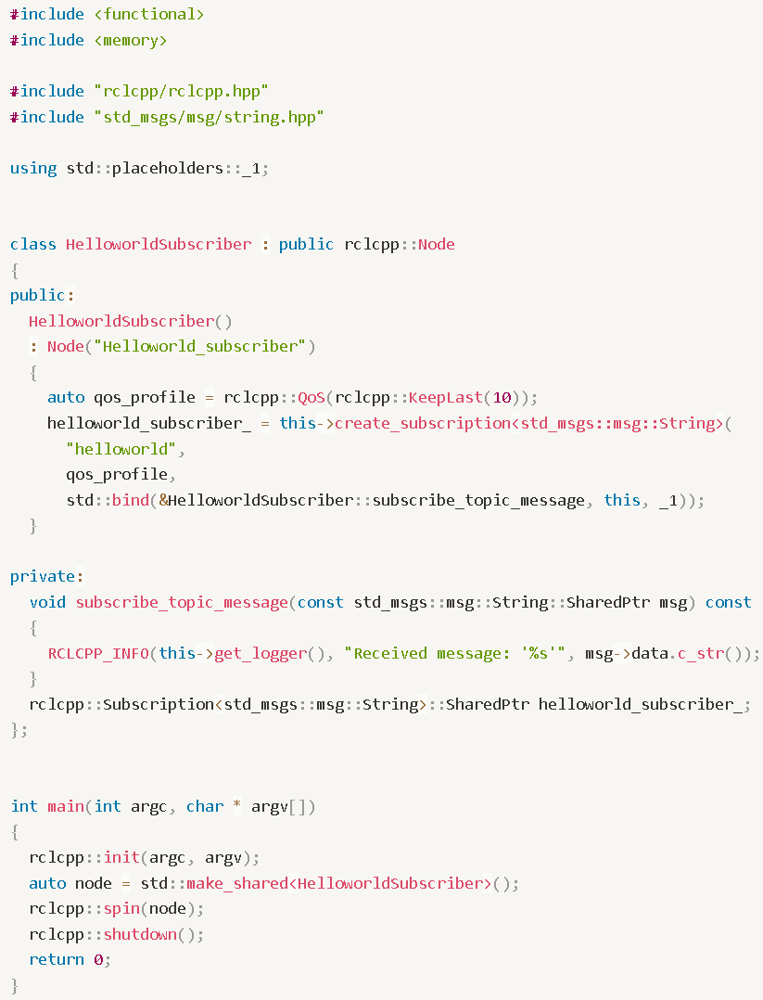 #include <functional>
#include <memory>

#include "rclcpp/rclcpp.hpp"
#include "std_msgs/msg/string.hpp"

using std::placeholders::_1;


class HelloworldSubscriber : public rclcpp::Node
{
public:
  HelloworldSubscriber()
  : Node("Helloworld_subscriber")
  {
    auto qos_profile = rclcpp::QoS(rclcpp::KeepLast(10));
    helloworld_subscriber_ = this->create_subscription<std_msgs::msg::String>(
      "helloworld",
      qos_profile,
      std::bind(&HelloworldSubscriber::subscribe_topic_message, this, _1));
  }

private:
  void subscribe_topic_message(const std_msgs::msg::String::SharedPtr msg) const
  {
    RCLCPP_INFO(this->get_logger(), "Received message: '%s'", msg->data.c_str());
  }
  rclcpp::Subscription<std_msgs::msg::String>::SharedPtr helloworld_subscriber_;
};


int main(int argc, char * argv[])
{
  rclcpp::init(argc, argv);
  auto node = std::make_shared<HelloworldSubscriber>();
  rclcpp::spin(node);
  rclcpp::shutdown();
  return 0;
}